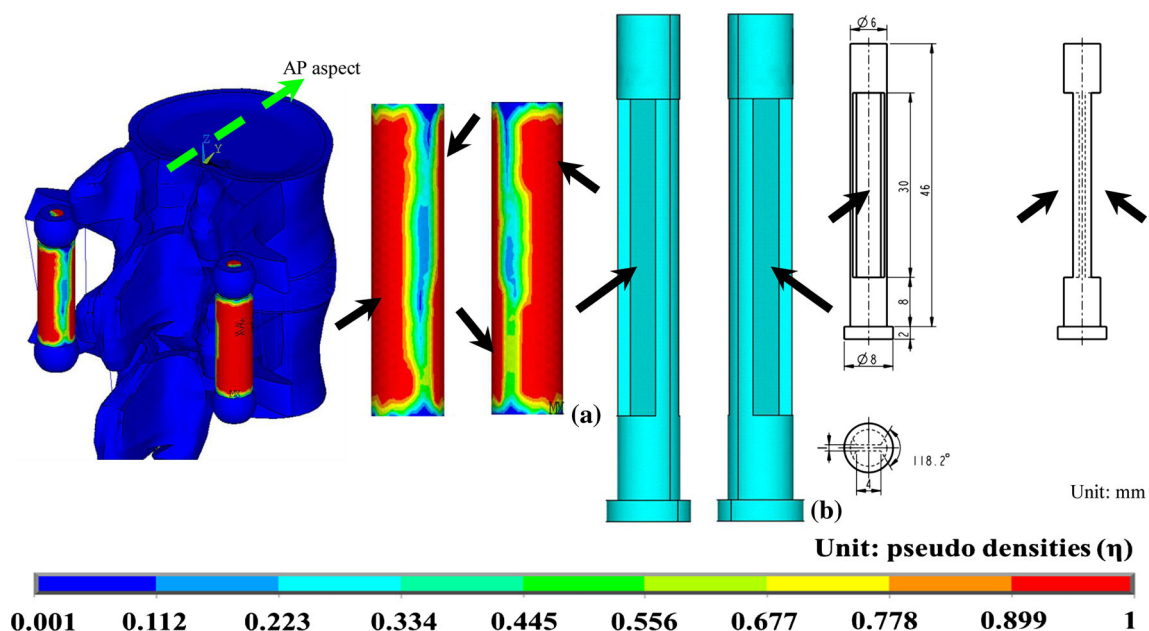 AP aspect
Z
Y
MX
(a)
(b)
Ø6
30
46
8
2
Ø8
118.2°
4
Unit: mm
Unit: pseudo densities (η)
0.001 0.112 0.223 0.334 0.445 0.556 0.677 0.778 0.899 1